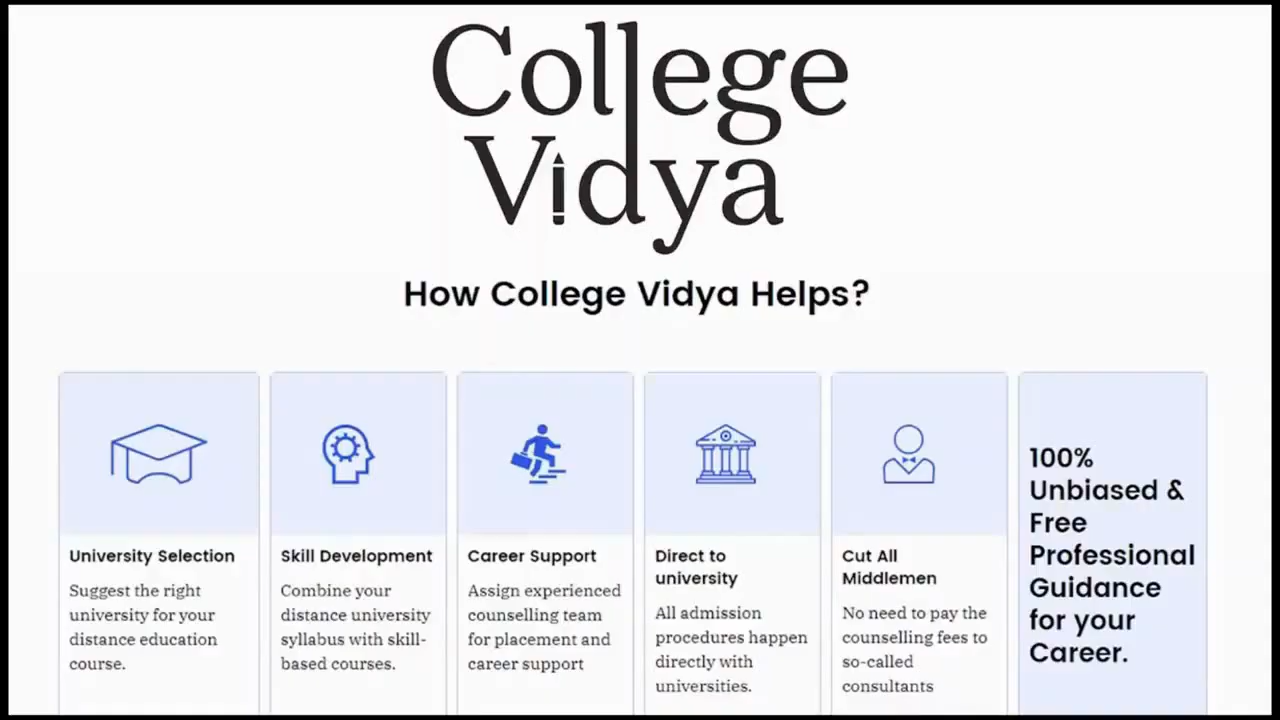 College
Vidya
How College Vidya Helps?
University Selection
Suggest the right
university for your
distance education
course.
Skill Development
Combine your
distance university
syllabus with skill-
based courses.
Career Support
Assign experienced
counselling team
for placement and
career support
Direct to
university
All admission
procedures happen
directly with
universities.
Cut All
Middlemen
No need to pay the
counselling fees to
so-called
consultants
100%
Unbiased &
Free
Professional
Guidance
for your
Career.